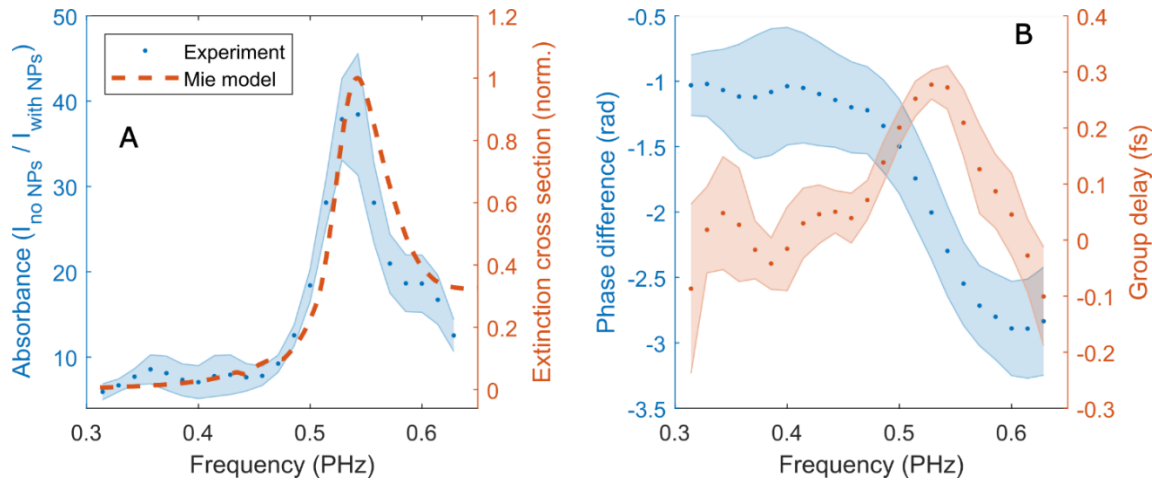 50
40
30
20
10
Absorbance (I_no NPs / I_with NPs)
Experiment
Mie model
A
1.2
1
0.8
0.6
0.4
0.2
0
Extinction cross section (norm.)
0.3 0.4 0.5 0.6
Frequency (PHz)
-0.5
-1
-1.5
-2
-2.5
-3
-3.5
Phase difference (rad)
B
0.4
0.3
0.2
0.1
0
-0.1
-0.2
-0.3
Group delay (fs)
0.3 0.4 0.5 0.6
Frequency (PHz)